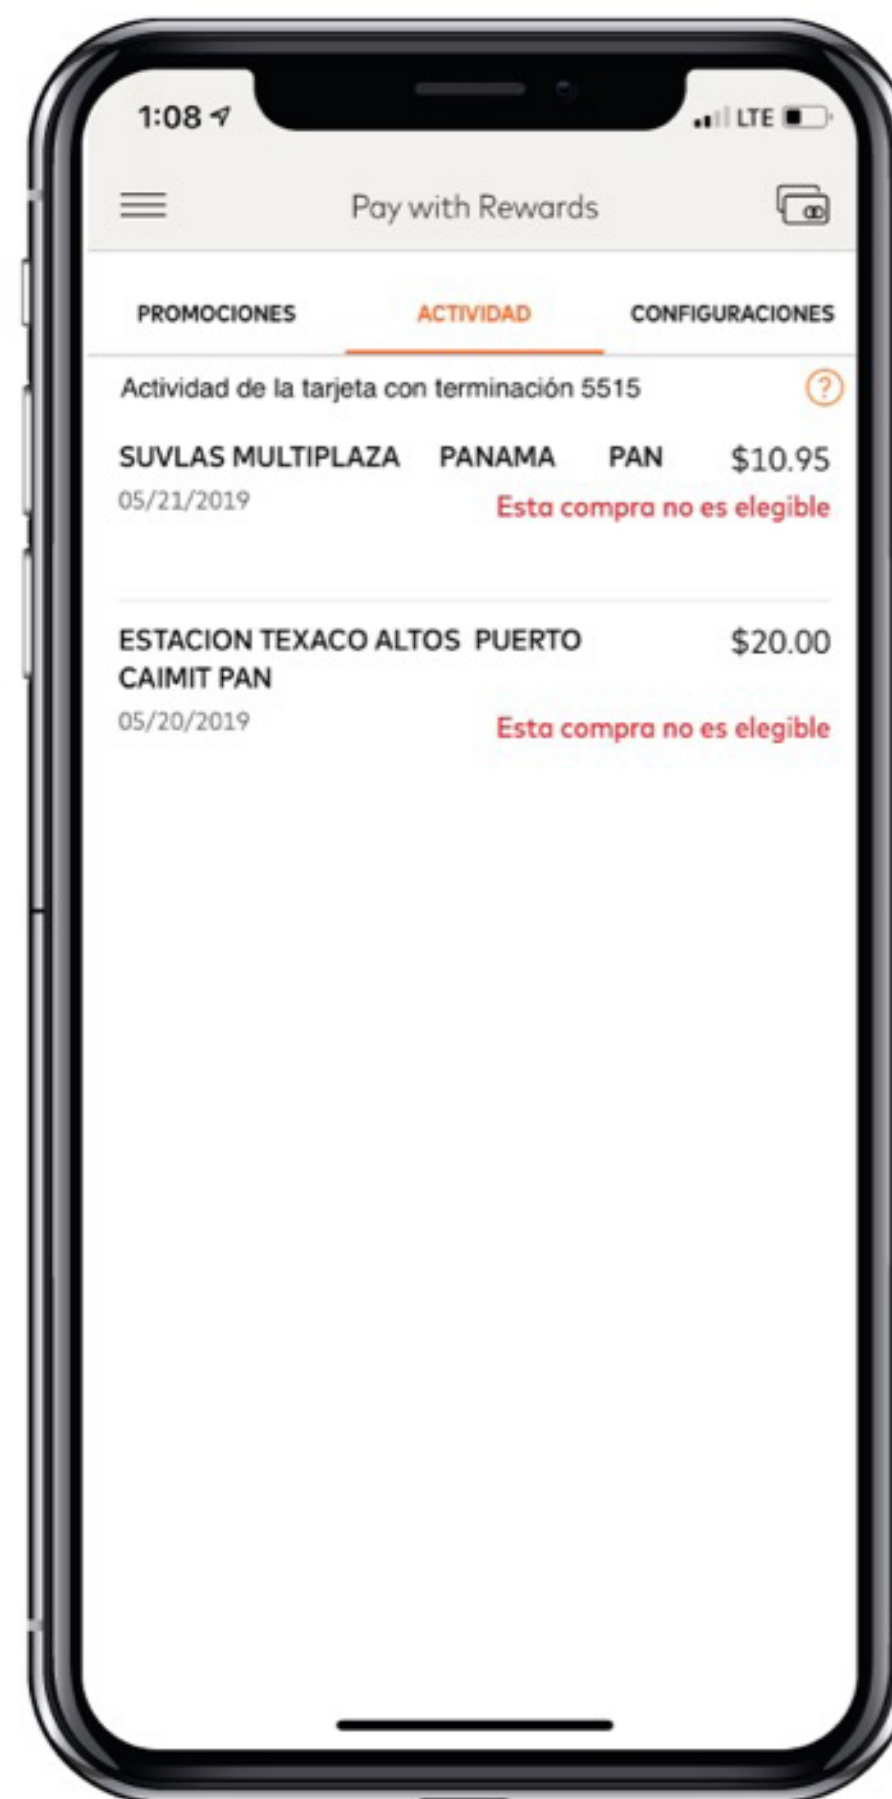 1:08 LTE
Pay with Rewards
PROMOCIONES ACTIVIDAD CONFIGURACIONES
Actividad de la tarjeta con terminación 5515 ?
SUVLAS MULTIPLAZA PANAMA PAN $10.95
05/21/2019 Esta compra no es elegible
ESTACION TEXACO ALTOS PUERTO $20.00
CAIMIT PAN
05/20/2019 Esta compra no es elegible